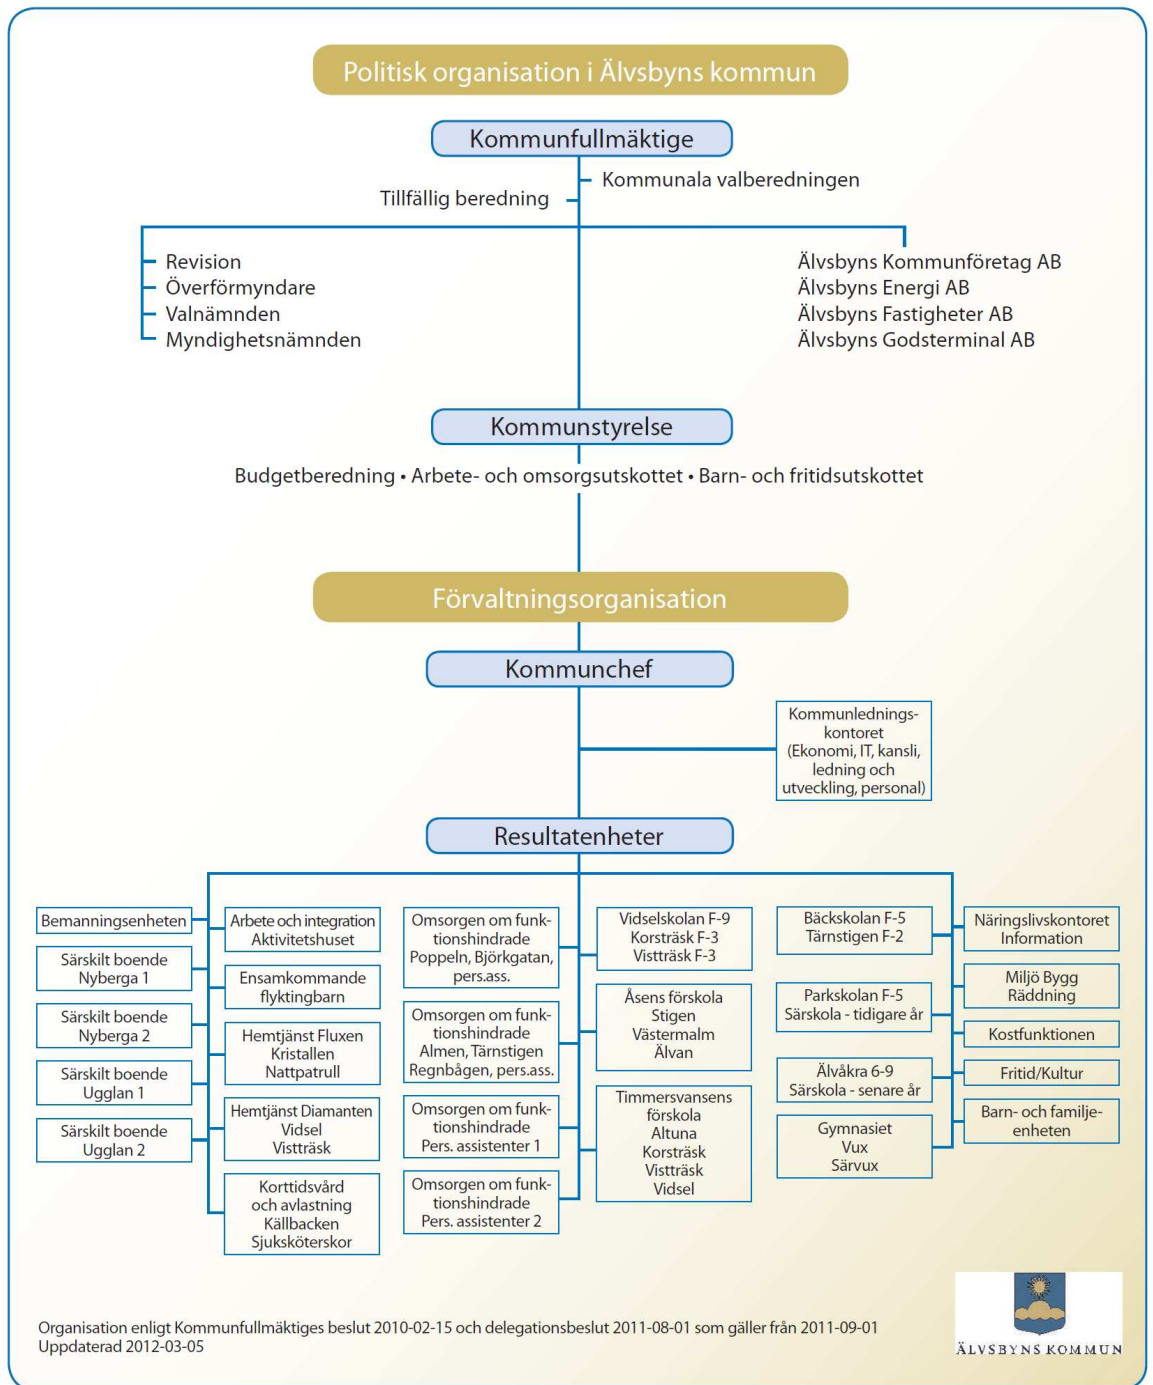 Politisk organisation i Älvsbyns kommun
Kommunfullmäktige
Kommunala valberedningen
Tillfällig beredning
Revision
Överförmyndare
Valnämnden
Myndighetsnämnden
Älvsbyns Kommunföretag AB
Älvsbyns Energi AB
Älvsbyns Fastigheter AB
Älvsbyns Godsterminal AB
Kommunstyrelse
Budgetberedning • Arbete- och omsorgsutskottet • Barn- och fritidsutskottet
Förvaltningsorganisation
Kommunchef
Kommunlednings-
kontoret
(Ekonomi, IT, kansli,
ledning och
utveckling, personal)
Resultatenheter
Bemanningsenheten
Särskilt boende
Nyberga 1
Särskilt boende
Nyberga 2
Särskilt boende
Ugglan 1
Särskilt boende
Ugglan 2
Arbete och integration
Aktivitetshuset
Ensamkommande
flyktingbarn
Hemtjänst Fluxen
Kristallen
Nattpatrull
Hemtjänst Diamanten
Vidsel
Vistträsk
Korttidsvård
och avlastning
Källbacken
Sjuksköterskor
Omsorgen om funk-
tionshindrade
Poppeln, Björkgatan,
pers.ass.
Omsorgen om funk-
tionshindrade
Almen, Tärnstigen
Regnbågen, pers.ass.
Omsorgen om funk-
tionshindrade
Pers. assistenter 1
Omsorgen om funk-
tionshindrade
Pers. assistenter 2
Vidselskolan F-9
Korsträsk F-3
Vistträsk F-3
Åsens förskola
Stigen
Västermalm
Älvan
Timmersvansens
förskola
Altuna
Korsträsk
Vistträsk
Vidsel
Bäckskolan F-5
Tärnstigen F-2
Parkskolan F-5
Särskola - tidigare år
Älvåkra 6-9
Särskola - senare år
Gymnasiet
Vux
Särvux
Näringslivskontoret
Information
Miljö Bygg
Räddning
Kostfunktionen
Fritid/Kultur
Barn- och familje-
enheten
Organisation enligt Kommunfullmäktiges beslut 2010-02-15 och delegationsbeslut 2011-08-01 som gäller från 2011-09-01
Uppdaterad 2012-03-05
ÄLVSBYNS KOMMUN